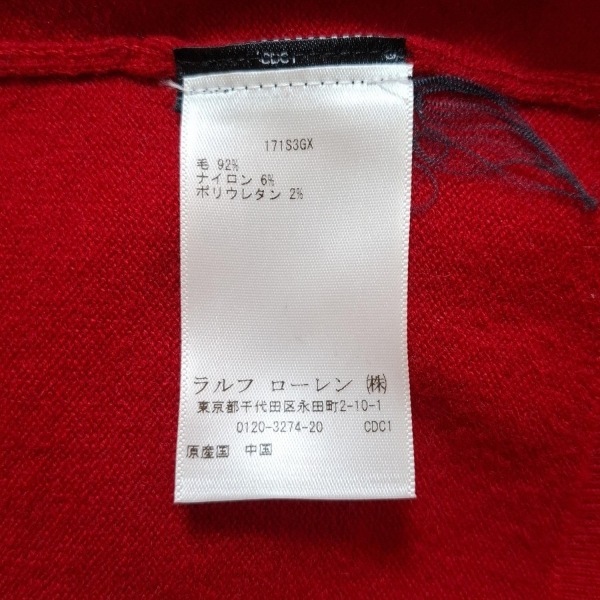 CDC1
171S3GX
毛 92%
ナイロン 6%
ポリウレタン 2%
ラルフ ローレン ㈱
東京都千代田区永田町2-10-1
0120-3274-20 CDC1
原産国 中国